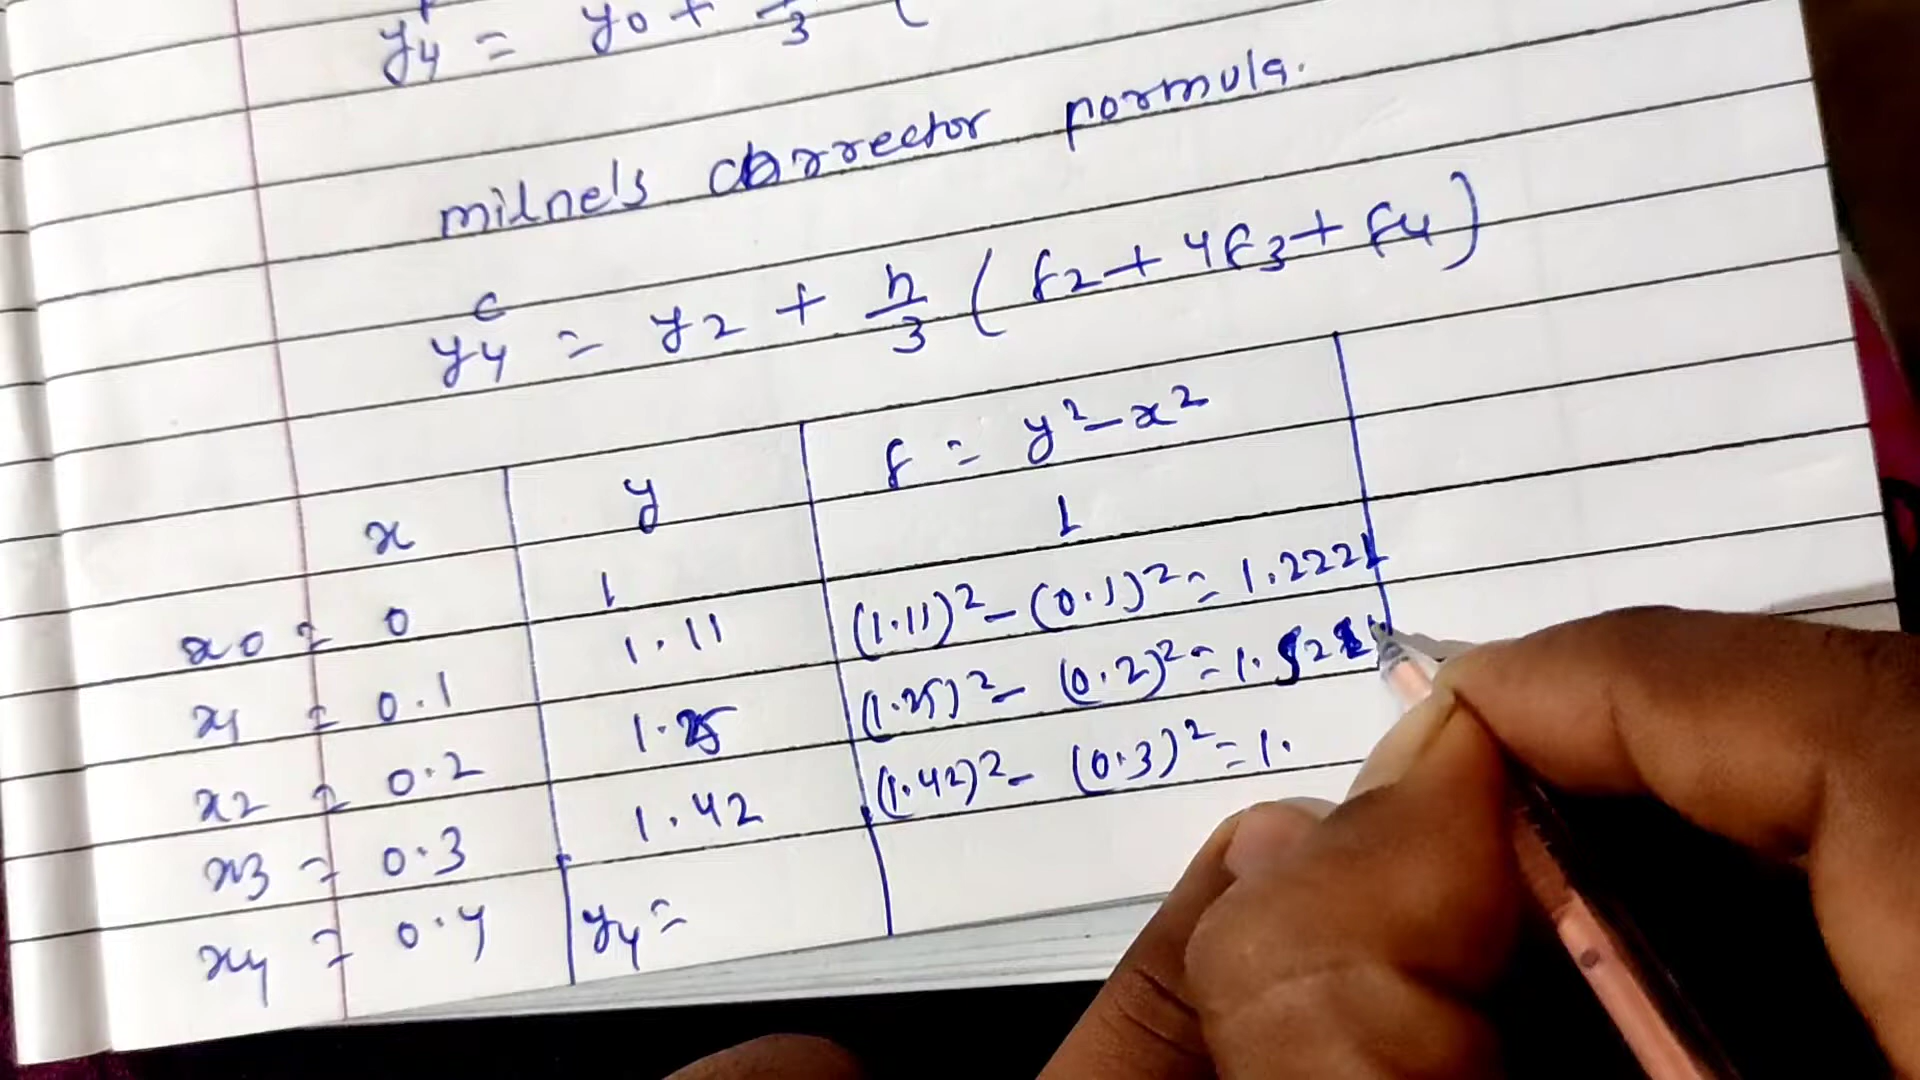 y4 = y0 + /3 (
milne's corrector formula.
y4^c = y2 + h/3 ( f2 + 4f3 + f4 )
x y f = y² - x²
x0 = 0 1 1
x1 = 0.1 1.11 (1.11)² - (0.1)² = 1.2221
x2 = 0.2 1.25 (1.25)² - (0.2)² =
x3 = 0.3 1.42 (1.42)² - (0.3)² = 1.
x4 = 0.4 y4 =